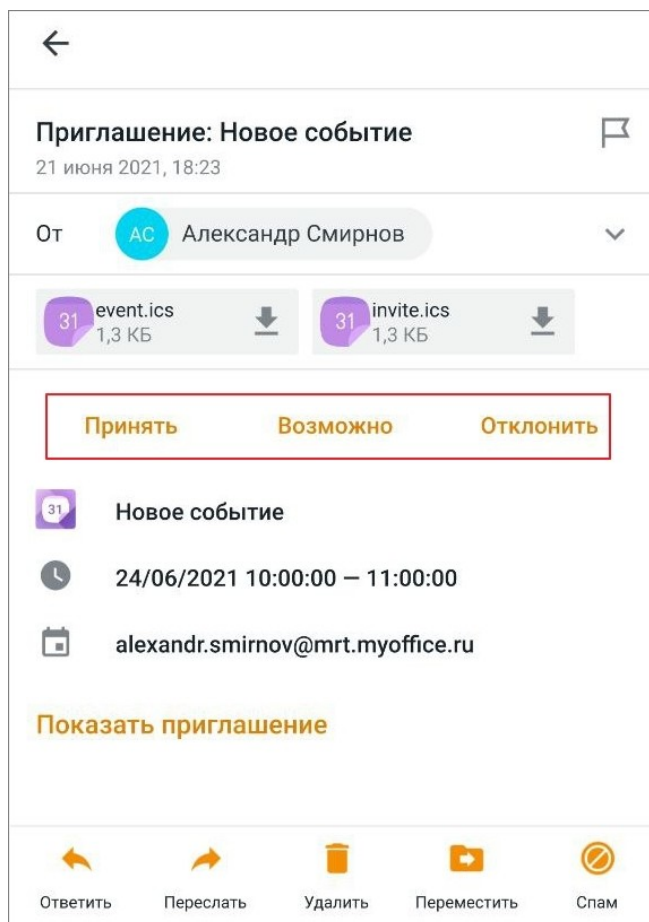 Приглашение: Новое событие
21 июня 2021, 18:23
От АС Александр Смирнов
31 event.ics 31 invite.ics
1,3 КБ 1,3 КБ
Принять Возможно Отклонить
31 Новое событие
24/06/2021 10:00:00 — 11:00:00
alexandr.smirnov@mrt.myoffice.ru
Показать приглашение
Ответить Переслать Удалить Переместить Спам